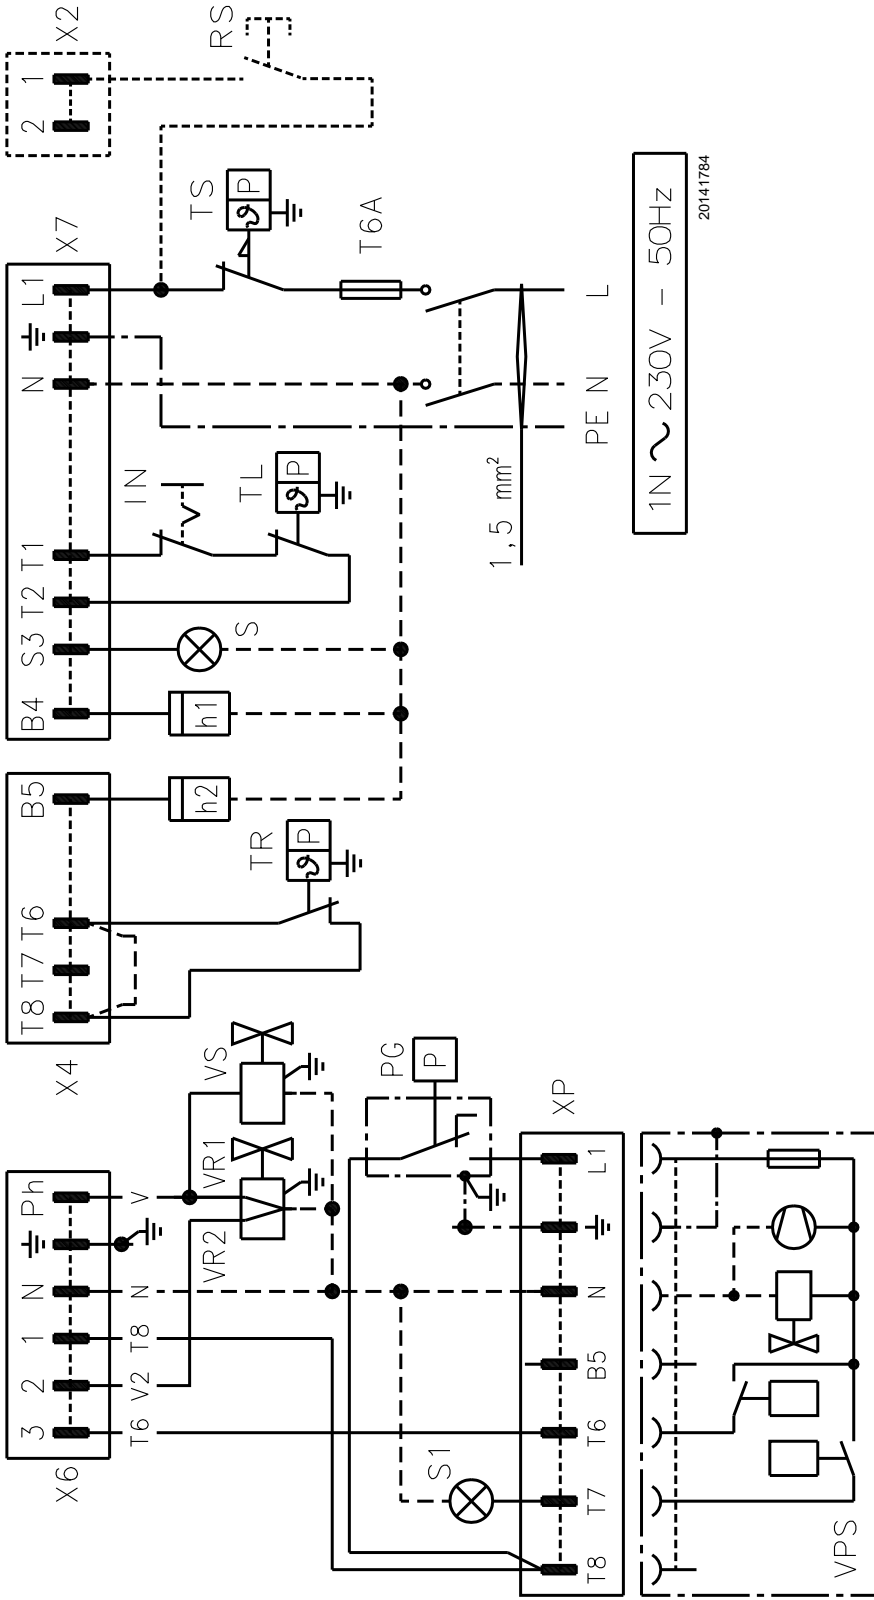 X2
1
2
RS
X7
L1
N
T1
T2
S3
B4
TS
P
T6A
IN
TL
P
S
h1
L
N
PE
1,5 mm²
1N ~ 230V - 50Hz
20141784
X4
B5
T6
T7
T8
h2
TR
P
X6
Ph
N
1
2
3
V
N
T8
V2
T6
VS
VR1
VR2
PG
P
S1
XP
L1
N
B5
T6
T7
T8
VPS